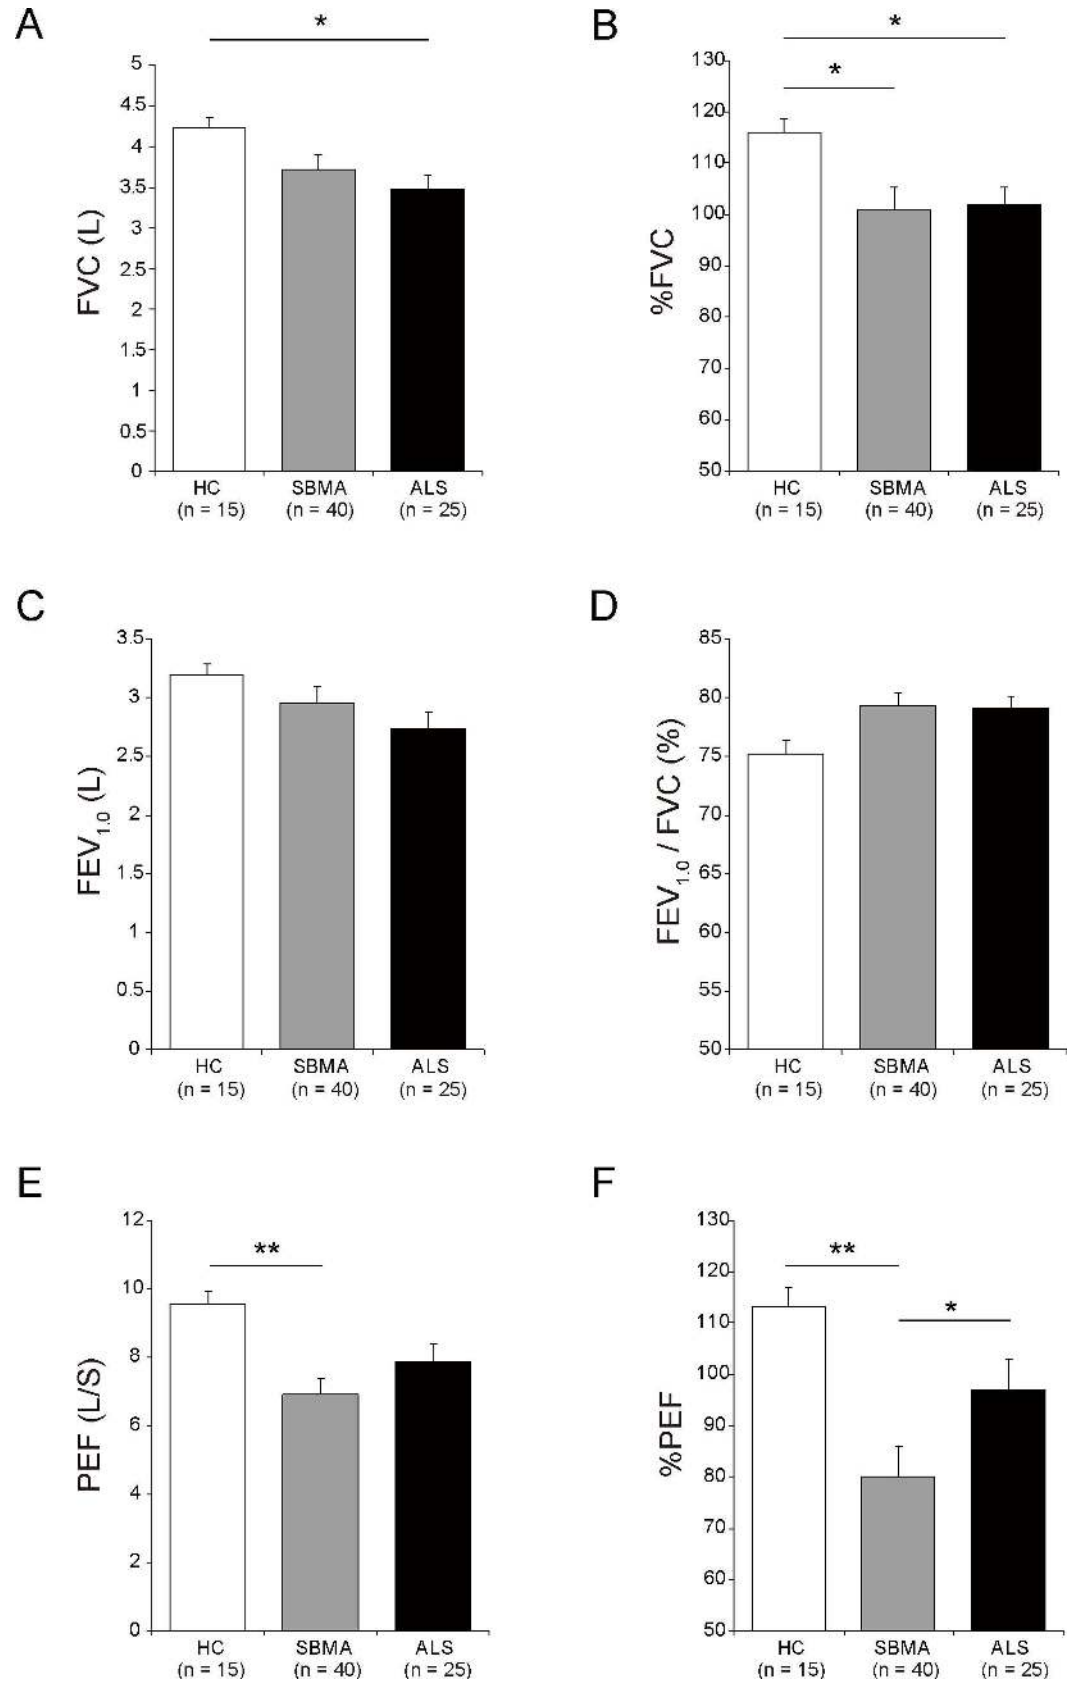 A
*
5
4.5
4
3.5
3
2.5
2
1.5
1
0.5
0
FVC (L)
HC SBMA ALS
(n = 15) (n = 40) (n = 25)
B
*
*
130
120
110
100
90
80
70
60
50
%FVC
HC SBMA ALS
(n = 15) (n = 40) (n = 25)
C
3.5
3
2.5
2
1.5
1
0.5
0
FEV1.0 (L)
HC SBMA ALS
(n = 15) (n = 40) (n = 25)
D
85
80
75
70
65
60
55
50
FEV1.0 / FVC (%)
HC SBMA ALS
(n = 15) (n = 40) (n = 25)
E
**
12
10
8
6
4
2
0
PEF (L/S)
HC SBMA ALS
(n = 15) (n = 40) (n = 25)
F
**
*
130
120
110
100
90
80
70
60
50
%PEF
HC SBMA ALS
(n = 15) (n = 40) (n = 25)